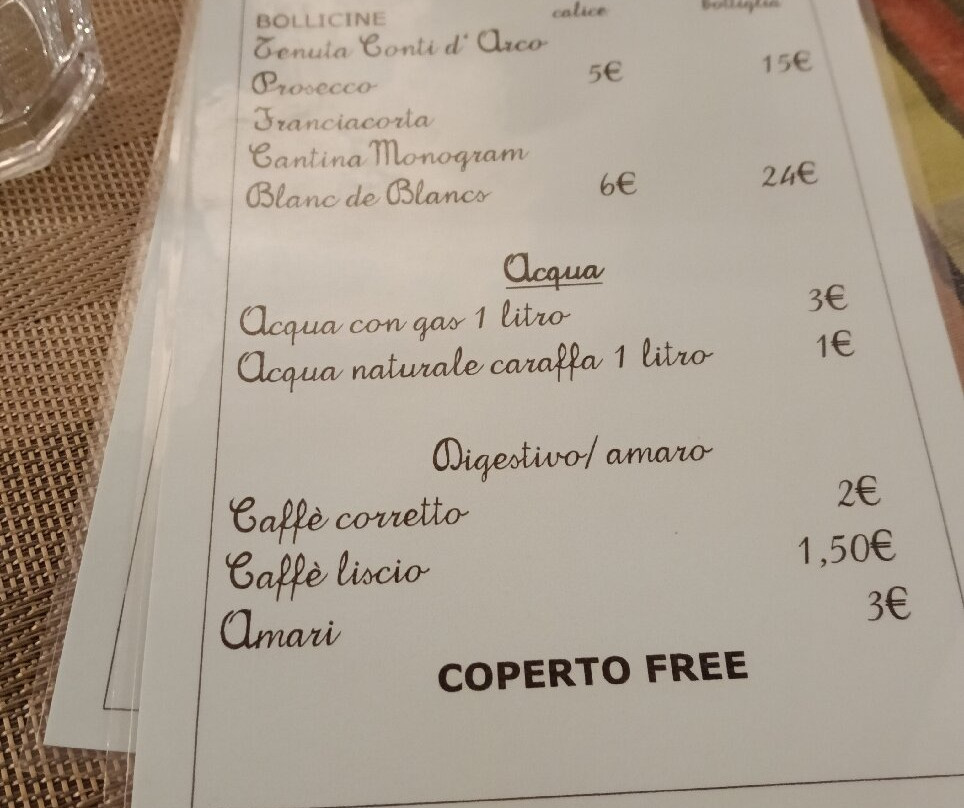 BOLLICINE calice bottiglia
Tenuta Conti d' Arco
Prosecco 5€ 15€
Franciacorta
Cantina Monogram
Blanc de Blancs 6€ 24€
Acqua
Acqua con gas 1 litro 3€
Acqua naturale caraffa 1 litro 1€
Digestivo/ amaro
Caffè corretto 2€
Caffè liscio 1,50€
Amari 3€
COPERTO FREE